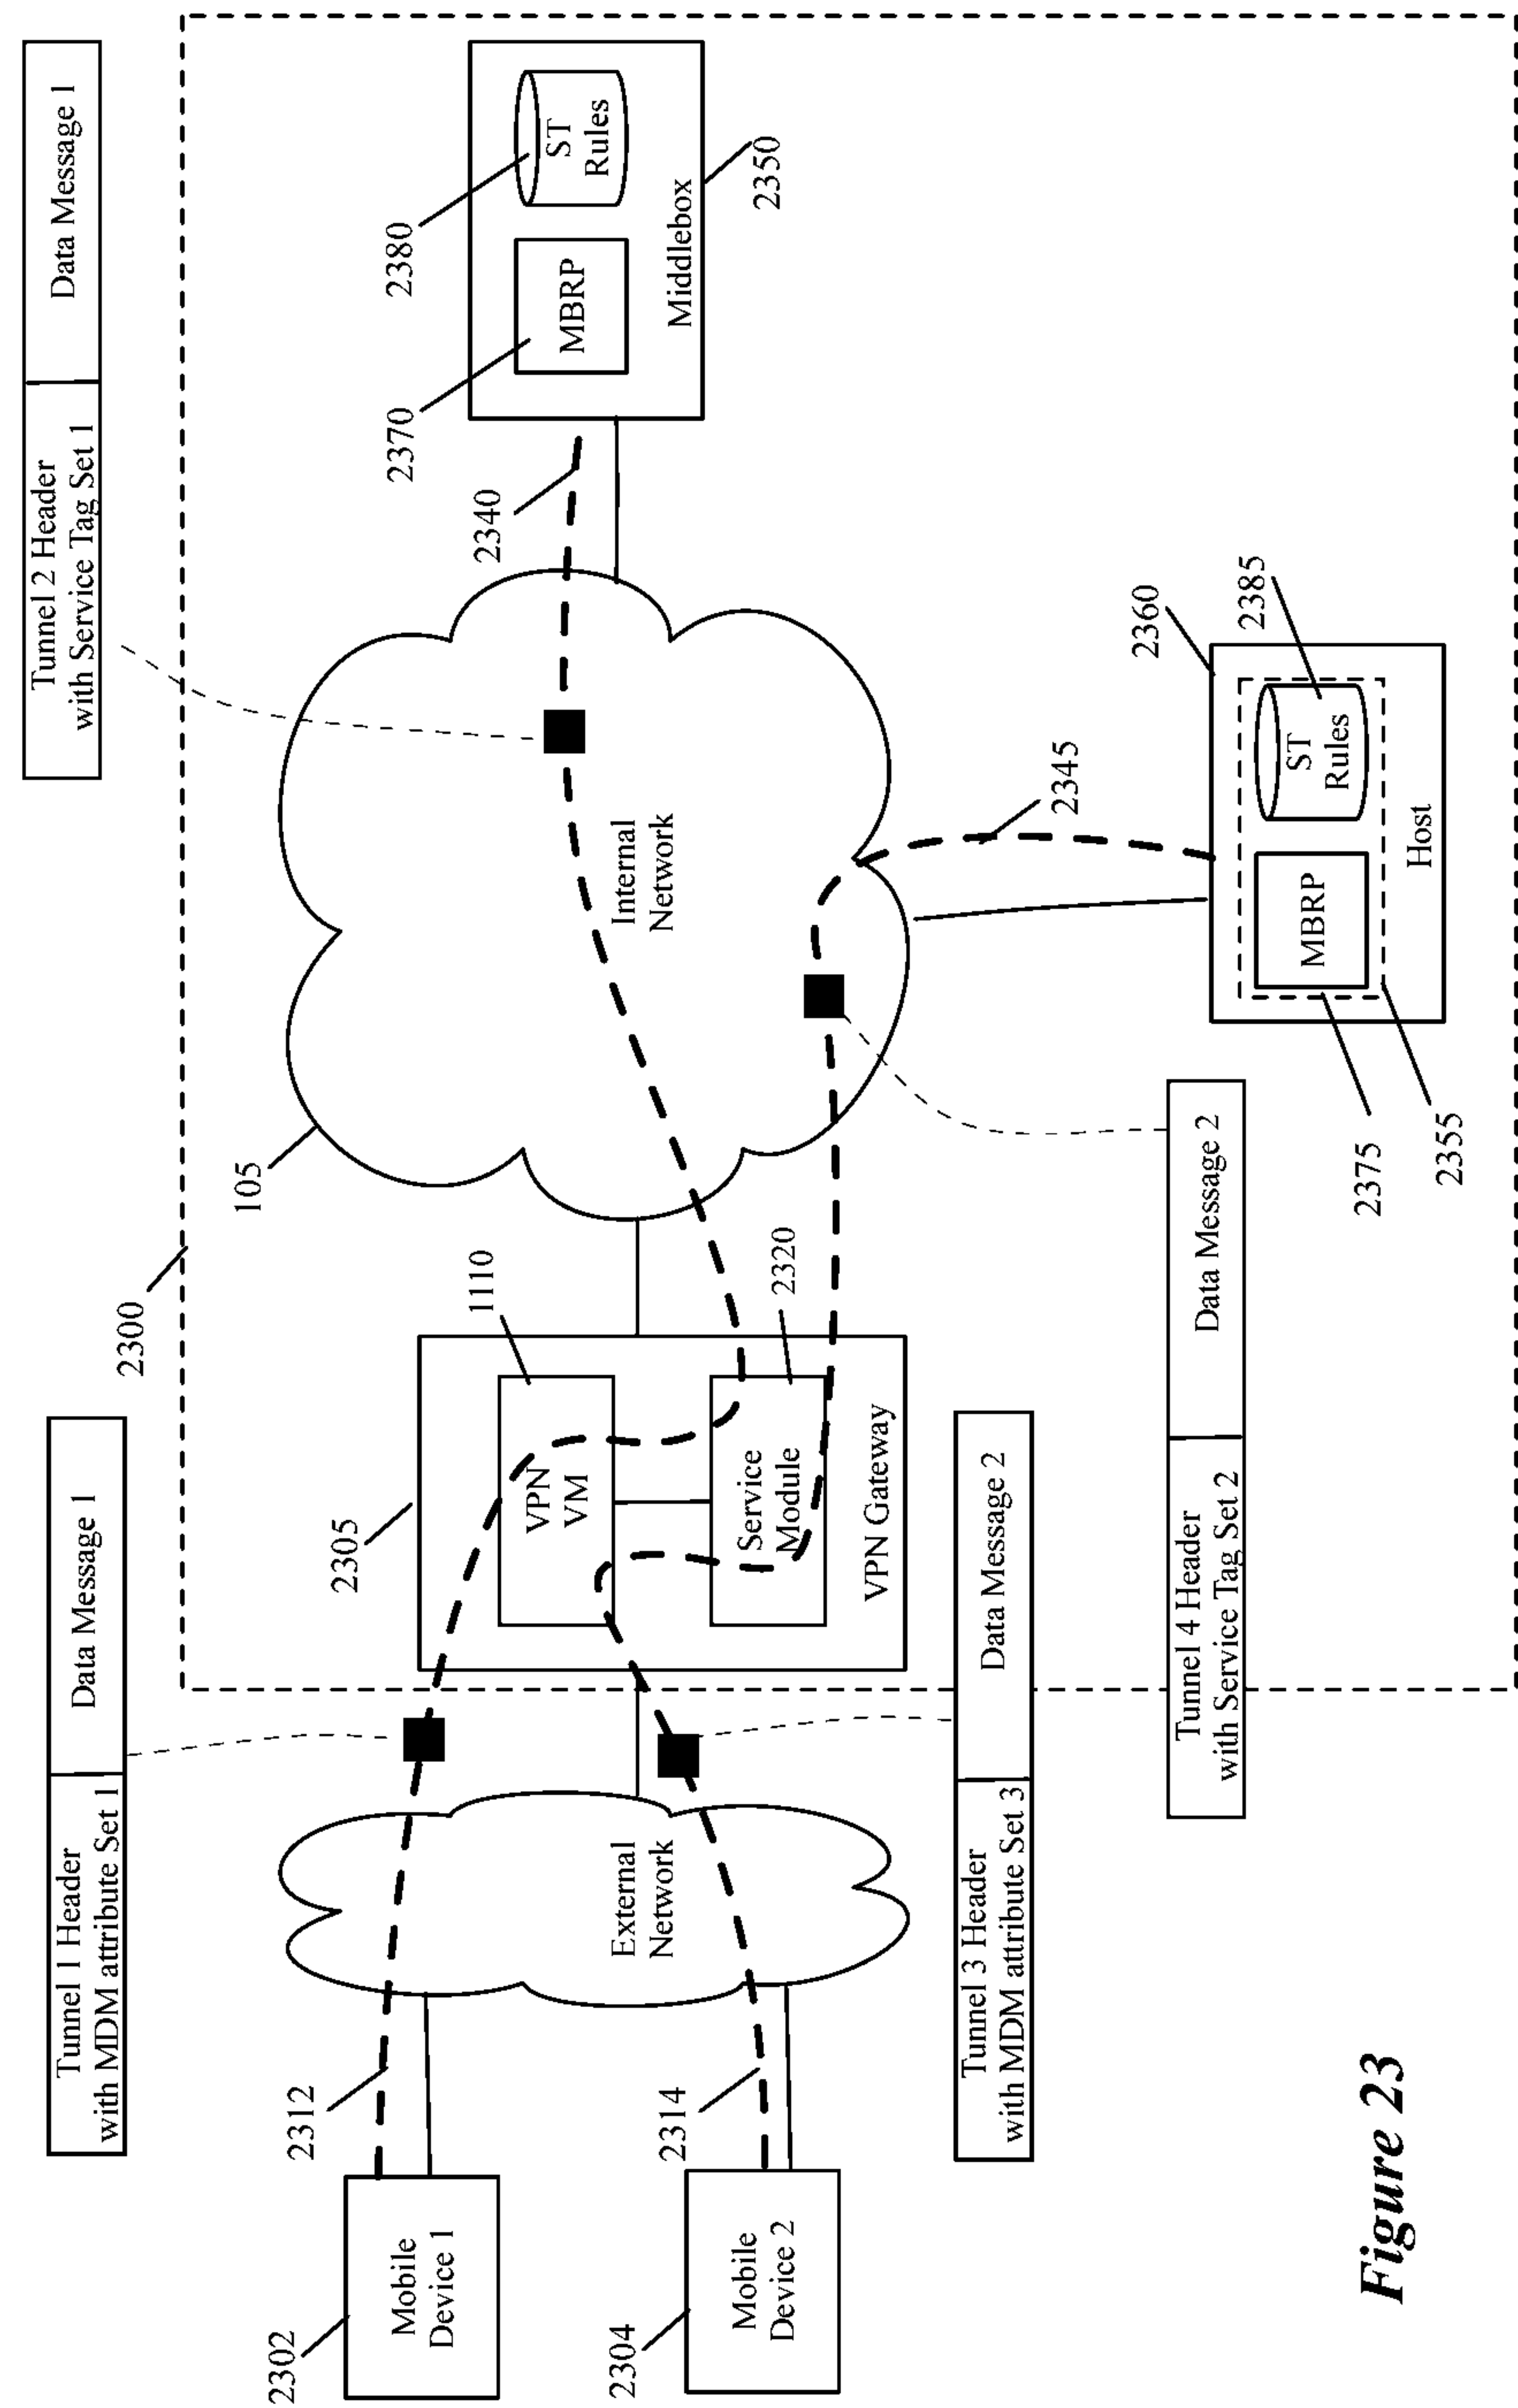 Tunnel 1 Header
with MDM attribute Set 1
Data Message 1
Tunnel 2 Header
with Service Tag Set 1
Data Message 1
2300
2302
Mobile
Device 1
2312
2304
Mobile
Device 2
2314
External
Network
2305
1110
VPN
VM
2320
Service
Module
VPN Gateway
105
Internal
Network
2340
2370
2380
MBRP
ST
Rules
Middlebox
2350
2345
2360
2385
MBRP
ST
Rules
Host
2375
2355
Tunnel 3 Header
with MDM attribute Set 3
Data Message 2
Tunnel 4 Header
with Service Tag Set 2
Data Message 2
Figure 23